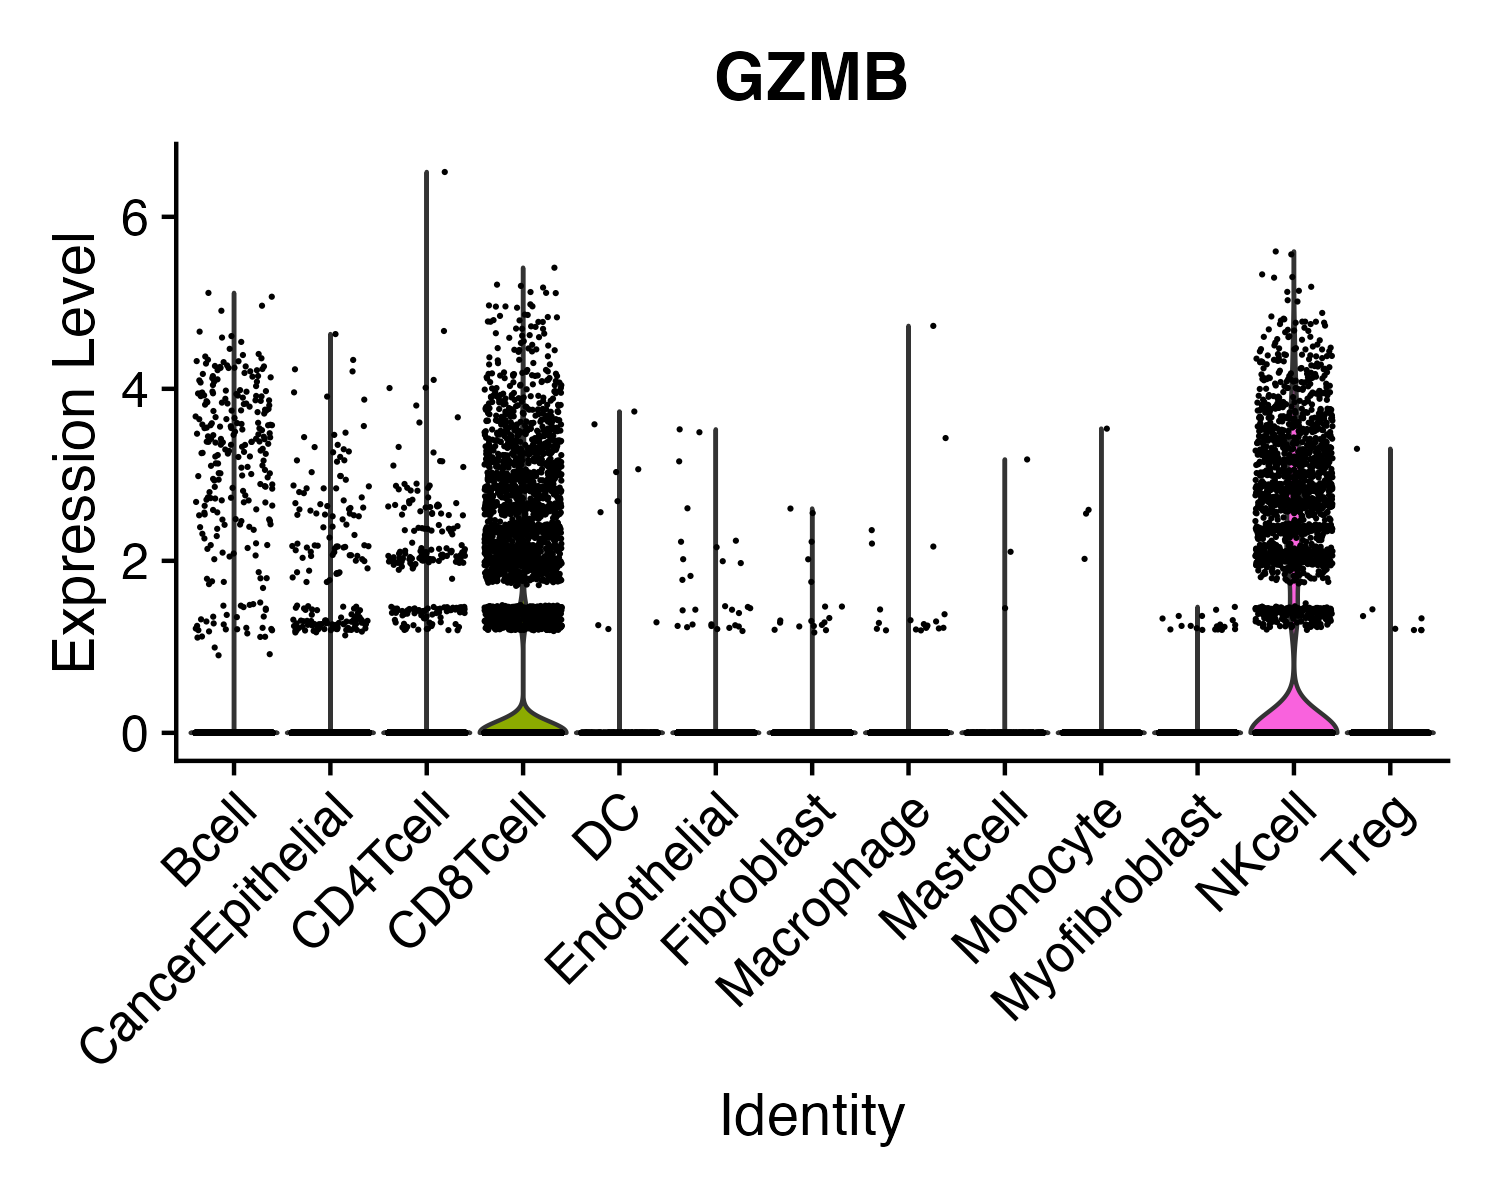 GZMB
Expression Level
6
4
2
0
Bcell
CancerEpithelial
CD4Tcell
CD8Tcell
DC
Endothelial
Fibroblast
Macrophage
Mastcell
Monocyte
Myofibroblast
NKcell
Treg
Identity